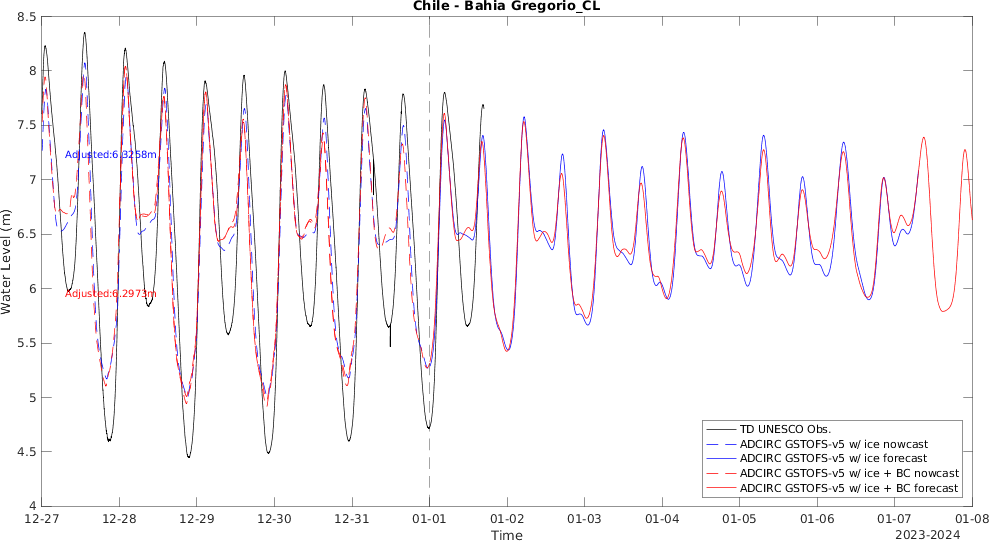 Chile - Bahia Gregorio_CL
8.5
8
7.5
7
6.5
6
5.5
5
4.5
4
Water Level (m)
Adjusted:6.3258m
Adjusted:6.2973m
TD UNESCO Obs.
ADCIRC GSTOFS-v5 w/ ice nowcast
ADCIRC GSTOFS-v5 w/ ice forecast
ADCIRC GSTOFS-v5 w/ ice + BC nowcast
ADCIRC GSTOFS-v5 w/ ice + BC forecast
12-27 12-28 12-29 12-30 12-31 01-01 01-02 01-03 01-04 01-05 01-06 01-07 01-08
Time
2023-2024